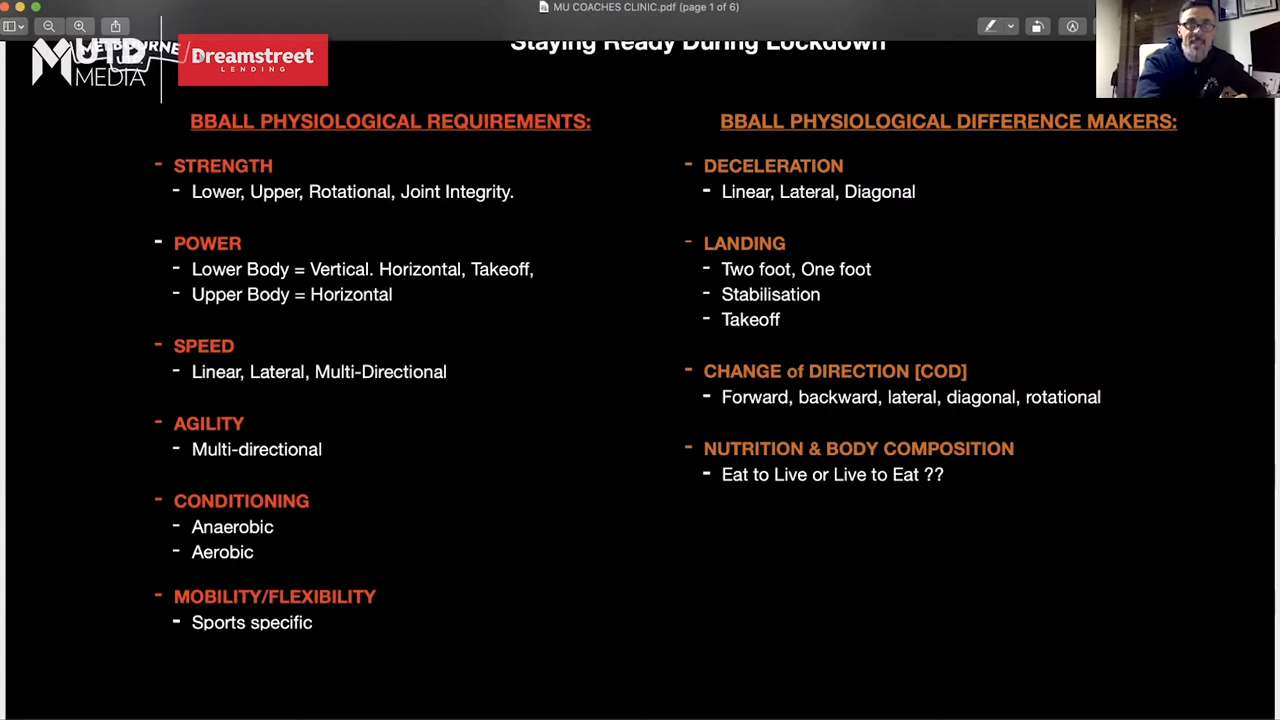 MU COACHES CLINIC.pdf (page 1 of 6)
Staying Ready During Lockdown
MELBOURNE
MUTD
MEDIA
Dreamstreet
LENDING
BBALL PHYSIOLOGICAL REQUIREMENTS:
- STRENGTH
- Lower, Upper, Rotational, Joint Integrity.
- POWER
- Lower Body = Vertical. Horizontal, Takeoff,
- Upper Body = Horizontal
- SPEED
- Linear, Lateral, Multi-Directional
- AGILITY
- Multi-directional
- CONDITIONING
- Anaerobic
- Aerobic
- MOBILITY/FLEXIBILITY
- Sports specific
BBALL PHYSIOLOGICAL DIFFERENCE MAKERS:
- DECELERATION
- Linear, Lateral, Diagonal
- LANDING
- Two foot, One foot
- Stabilisation
- Takeoff
- CHANGE of DIRECTION [COD]
- Forward, backward, lateral, diagonal, rotational
- NUTRITION & BODY COMPOSITION
- Eat to Live or Live to Eat ??